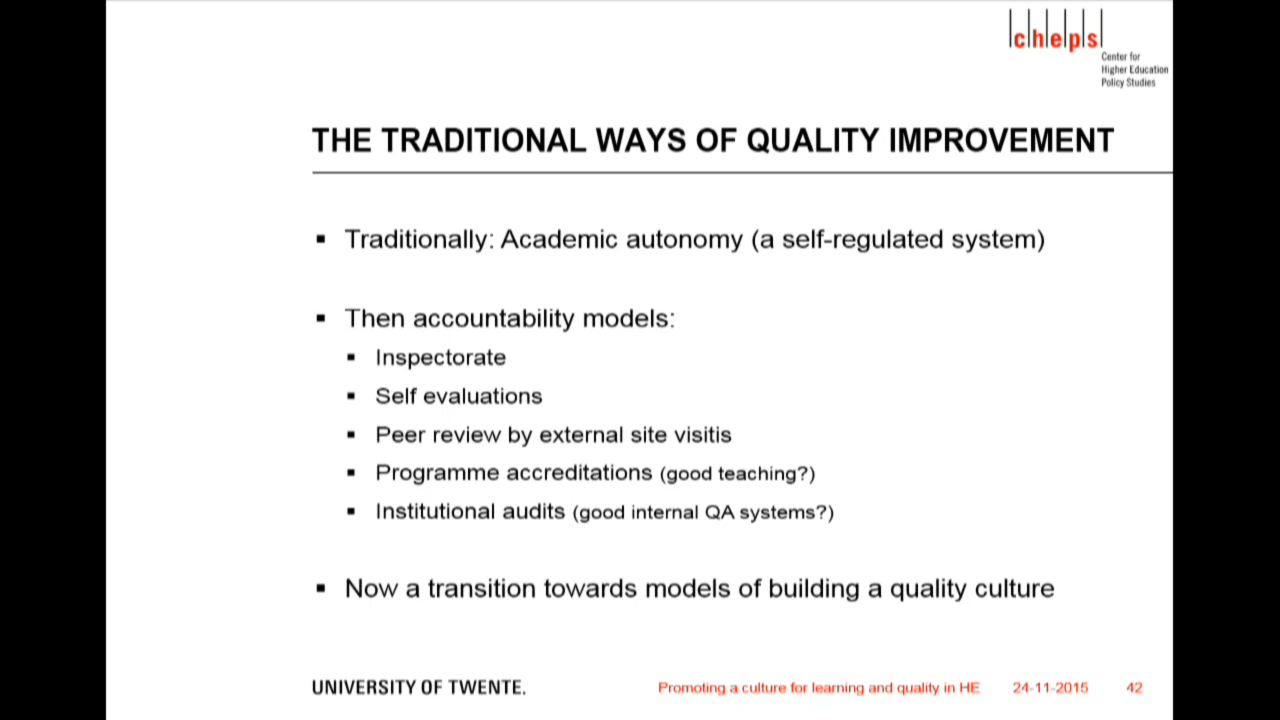 c|h|e|p|s
Center for
Higher Education
Policy Studies
THE TRADITIONAL WAYS OF QUALITY IMPROVEMENT
▪ Traditionally: Academic autonomy (a self-regulated system)
▪ Then accountability models:
▪ Inspectorate
▪ Self evaluations
▪ Peer review by external site visitis
▪ Programme accreditations (good teaching?)
▪ Institutional audits (good internal QA systems?)
▪ Now a transition towards models of building a quality culture
UNIVERSITY OF TWENTE. Promoting a culture for learning and quality in HE 24-11-2015 42